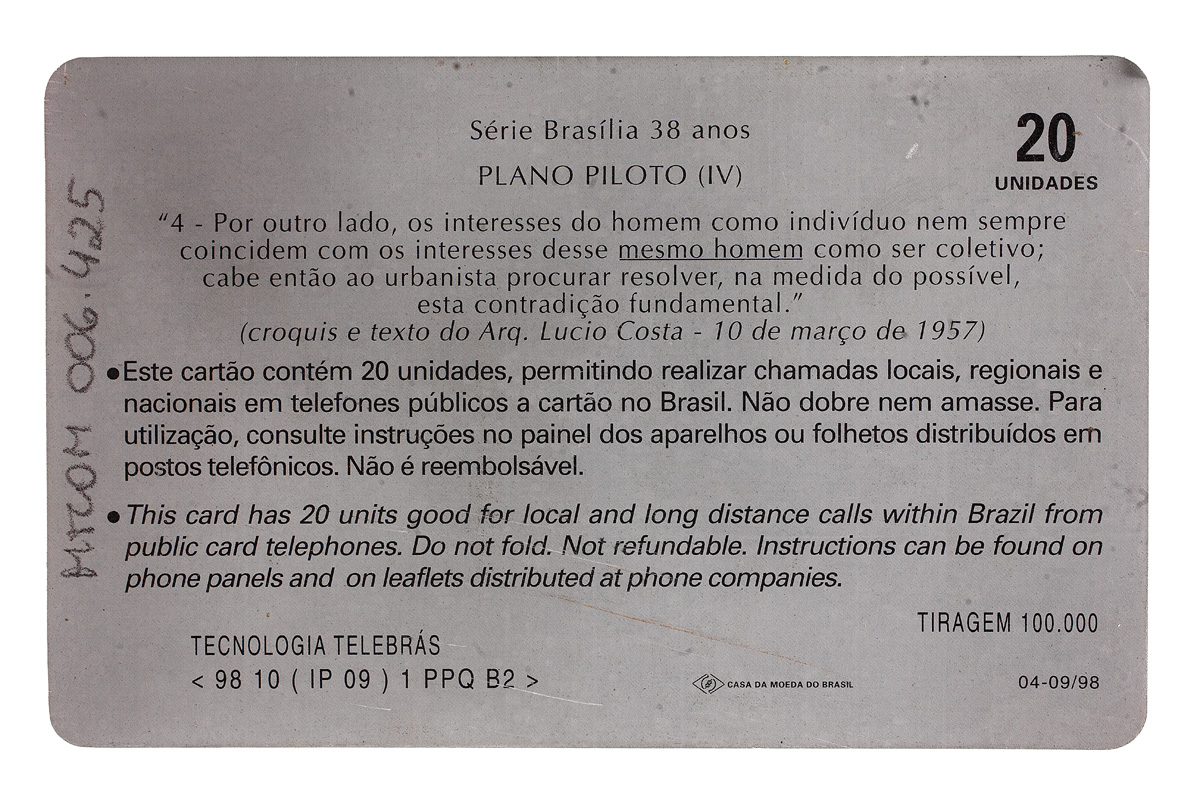 Série Brasília 38 anos
20
PLANO PILOTO (IV)
UNIDADES
“4 - Por outro lado, os interesses do homem como indivíduo nem sempre
coincidem com os interesses desse mesmo homem como ser coletivo;
cabe então ao urbanista procurar resolver, na medida do possível,
esta contradição fundamental.”
(croquis e texto do Arq. Lucio Costa - 10 de março de 1957)
●Este cartão contém 20 unidades, permitindo realizar chamadas locais, regionais e
nacionais em telefones públicos a cartão no Brasil. Não dobre nem amasse. Para
utilização, consulte instruções no painel dos aparelhos ou folhetos distribuídos em
postos telefônicos. Não é reembolsável.
● This card has 20 units good for local and long distance calls within Brazil from
public card telephones. Do not fold. Not refundable. Instructions can be found on
phone panels and on leaflets distributed at phone companies.
TIRAGEM 100.000
TECNOLOGIA TELEBRÁS
< 98 10 ( IP 09 ) 1 PPQ B2 >
CASA DA MOEDA DO BRASIL
04-09/98
006.425